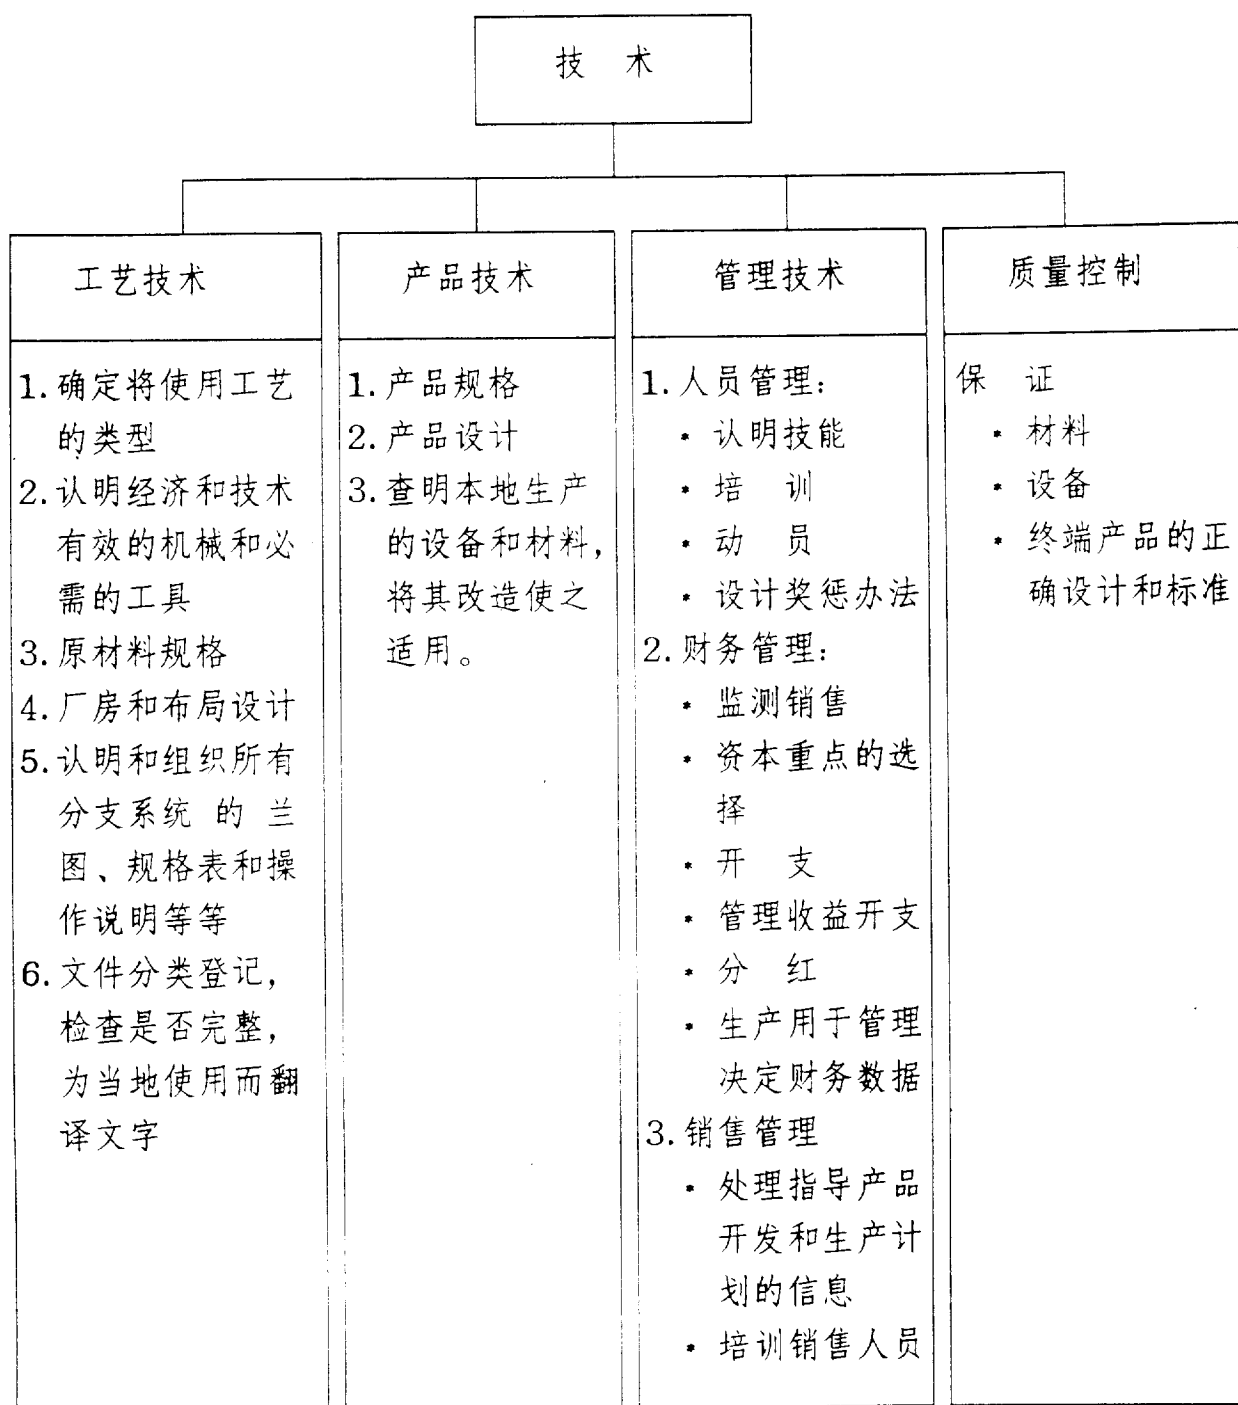 技 术
工艺技术
1.确定将使用工艺
的类型
2.认明经济和技术
有效的机械和必
需的工具
3.原材料规格
4.厂房和布局设计
5.认明和组织所有
分支系统 的 兰
图、规格表和操
作说明等等
6.文件分类登记,
检查是否完整,
为当地使用而翻
译文字
产品技术
1.产品规格
2.产品设计
3.查明本地生产
的设备和材料,
将其改造使之
适用。
管理技术
1.人员管理:
• 认明技能
• 培 训
• 动 员
• 设计奖惩办法
2.财务管理:
• 监测销售
• 资本重点的选
择
• 开 支
• 管理收益开支
• 分 红
• 生产用于管理
决定财务数据
3.销售管理
• 处理指导产品
开发和生产计
划的信息
• 培训销售人员
质量控制
保 证
• 材料
• 设备
• 终端产品的正
确设计和标准